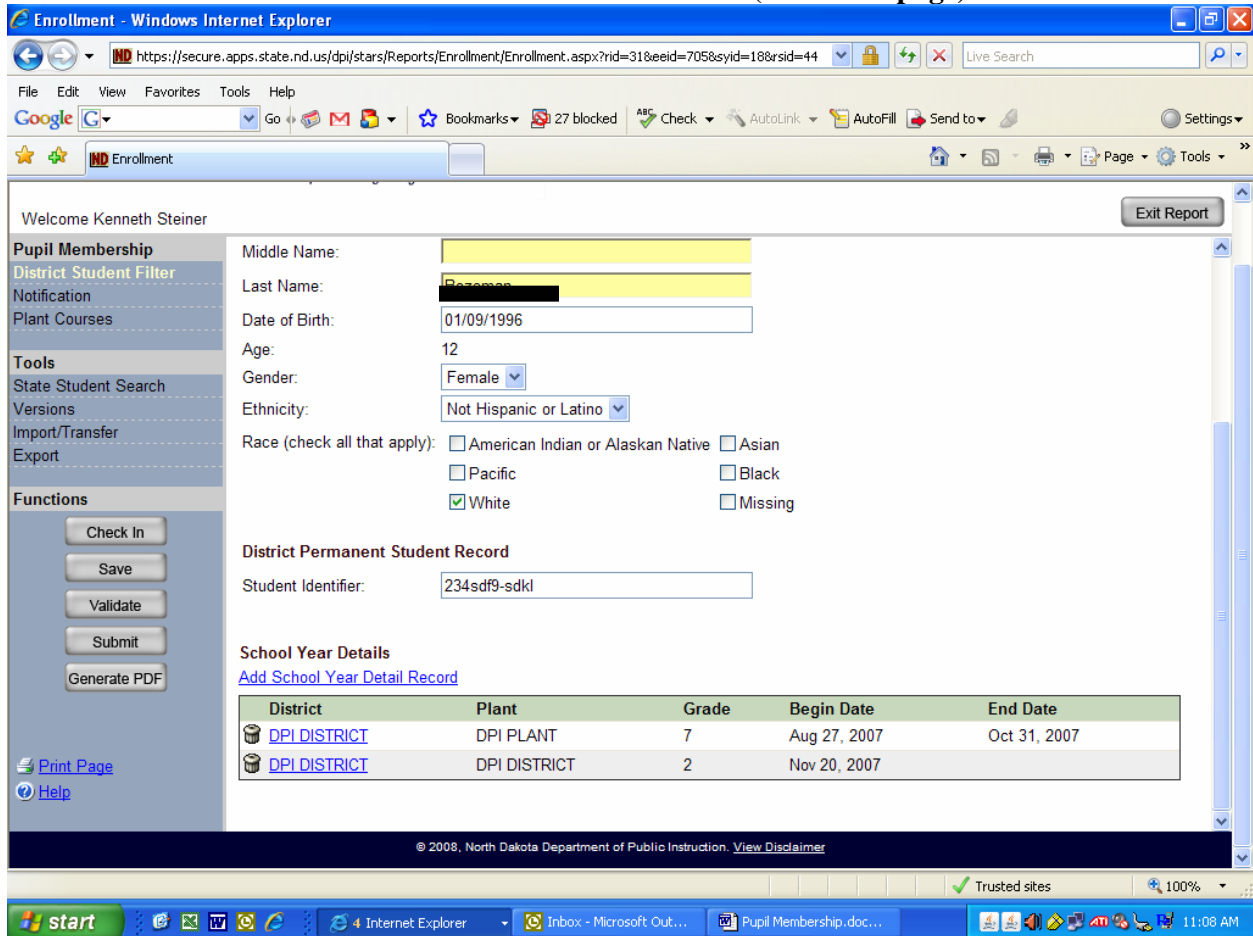 Enrollment - Windows Internet Explorer
https://secure.apps.state.nd.us/dpi/stars/Reports/Enrollment/Enrollment.aspx?rid=31&eeid=705&syid=18&rsid=44 Live Search
File Edit View Favorites Tools Help
Google G Go Bookmarks 27 blocked ABC Check AutoLink AutoFill Send to Settings
ND Enrollment Page Tools »
Welcome Kenneth Steiner Exit Report
Pupil Membership
District Student Filter
Notification
Plant Courses
Tools
State Student Search
Versions
Import/Transfer
Export
Functions
Check In
Save
Validate
Submit
Generate PDF
Print Page
Help
Middle Name:
Last Name:
Date of Birth: 01/09/1996
Age: 12
Gender: Female
Ethnicity: Not Hispanic or Latino
Race (check all that apply): American Indian or Alaskan Native Asian
Pacific Black
White Missing
District Permanent Student Record
Student Identifier: 234sdf9-sdkl
School Year Details
Add School Year Detail Record
District Plant Grade Begin Date End Date
DPI DISTRICT DPI PLANT 7 Aug 27, 2007 Oct 31, 2007
DPI DISTRICT DPI DISTRICT 2 Nov 20, 2007
© 2008, North Dakota Department of Public Instruction. View Disclaimer
Trusted sites 100%
start 4 Internet Explorer Inbox - Microsoft Out... Pupil Membership.doc... 11:08 AM